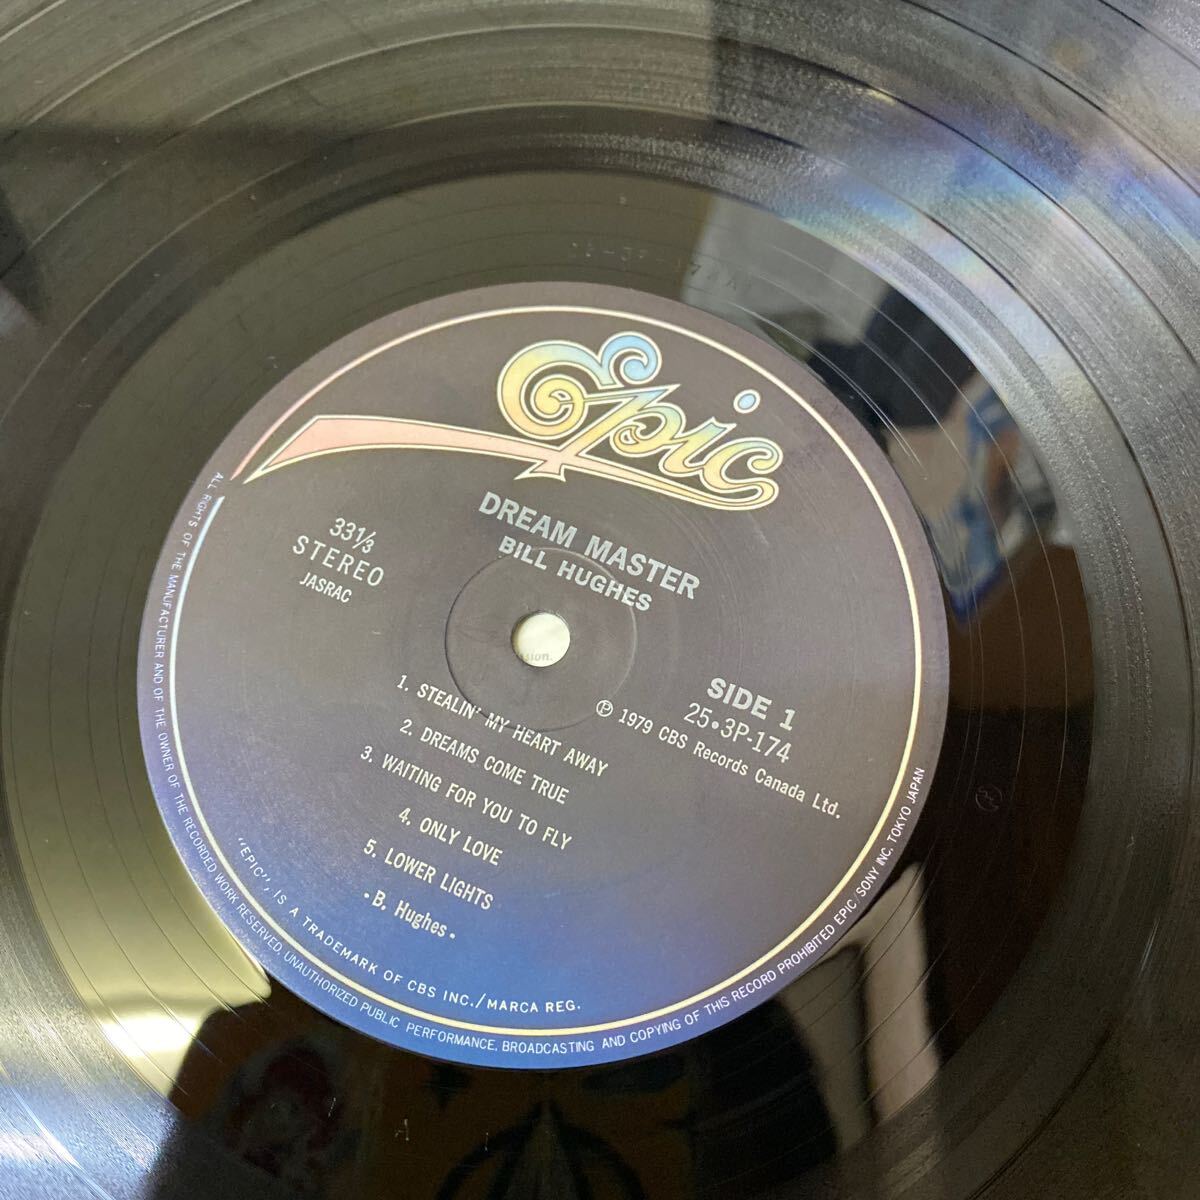 Epic
DREAM MASTER
BILL HUGHES
33⅓
STEREO
JASRAC
SIDE 1
25•3P-174
℗ 1979 CBS Records Canada Ltd.
1. STEALIN' MY HEART AWAY
2. DREAMS COME TRUE
3. WAITING FOR YOU TO FLY
4. ONLY LOVE
5. LOWER LIGHTS
•B. Hughes•
"EPIC", IS A TRADEMARK OF CBS INC./MARCA REG.
ALL RIGHTS OF THE MANUFACTURER AND OF THE OWNER OF THE RECORDED WORK RESERVED, UNAUTHORIZED PUBLIC PERFORMANCE, BROADCASTING AND COPYING OF THIS RECORD PROHIBITED EPIC/SONY INC. TOKYO JAPAN
sion.